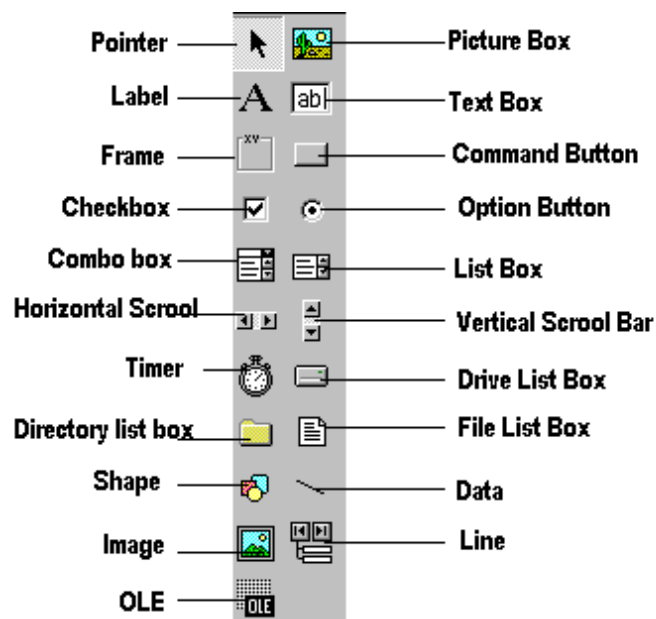 Pointer
Picture Box
Label
A
ab
Text Box
Frame
xv
Command Button
Checkbox
Option Button
Combo box
List Box
Horizontal Scrool
Vertical Scrool Bar
Timer
Drive List Box
Directory list box
File List Box
Shape
Data
Image
Line
OLE
OLE